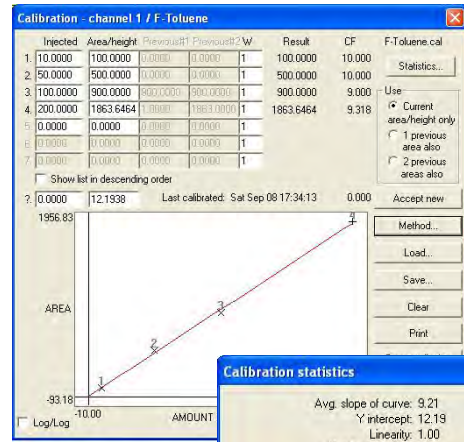 Calibration - channel 1 / F-Toluene
Injected Area/height Previous#1 Previous#2 W Result CF F-Toluene.cal
1. 10.0000 100.0000 0.0000 0.0000 1 100.0000 10.000
Statistics...
2. 50.0000 500.0000 0.0000 0.0000 1 500.0000 10.000
3. 100.0000 900.0000 900.0000 900.0000 1 900.0000 9.000
Use
4. 200.0000 1863.6464 1.0000 1863.0000 1 1863.6464 9.318
Current area/height only
5. 0.0000 0.0000 0.0000 0.0000 1
1 previous area also
6. 0.0000 0.0000 0.0000 0.0000 1
2 previous areas also
7. 0.0000 0.0000 0.0000 0.0000 1
Show list in descending order
?. 0.0000 12.1938 Last calibrated: Sat Sep 08 17:34:13 0.000 Accept new
1956.83
4
Method...
Load...
Save...
AREA
3
Clear
2
Print
1
-93.18
-10.00
AMOUNT
Log/Log
Calibration statistics
Avg. slope of curve: 9.21
Y intercept: 12.19
Linearity: 1.00